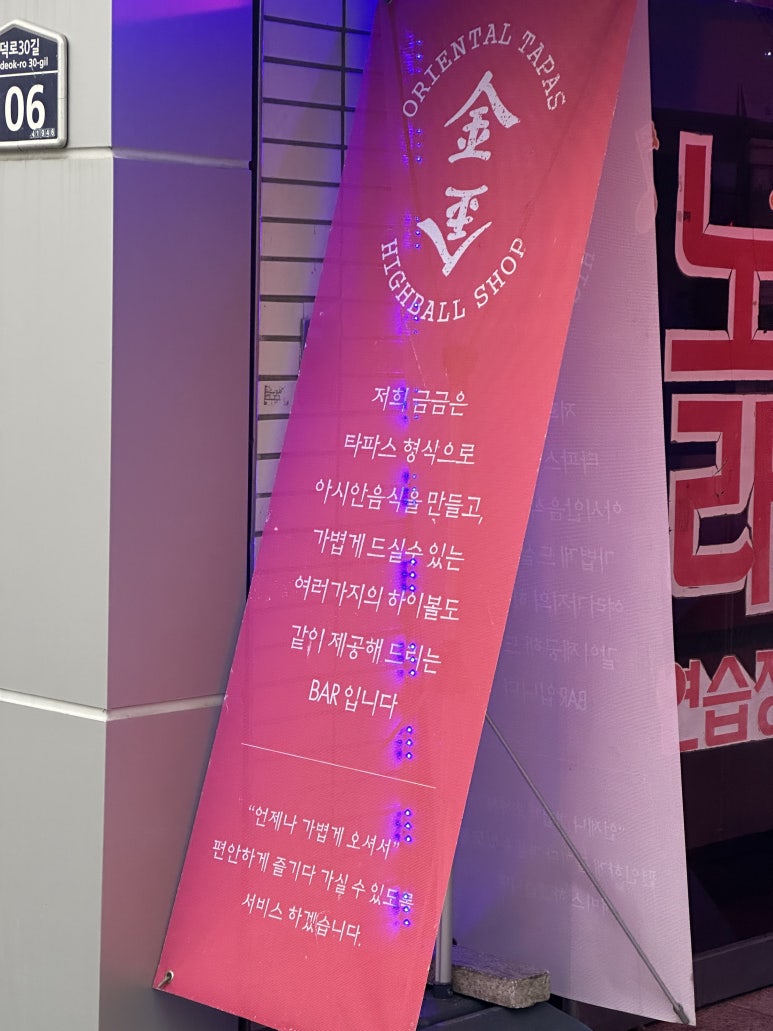 덕로30길
deok-ro 30-gil
06
41946
ORIENTAL TAPAS
金
金
HIGHBALL SHOP
저희 금금은
타파스 형식으로
아시안음식을 만들고,
가볍게 드실수 있는
여러가지의 하이볼도
같이 제공해 드리는
BAR 입니다
“언제나 가볍게 오셔서”
편안하게 즐기다 가실 수 있도록
서비스 하겠습니다.
노
래
연습장